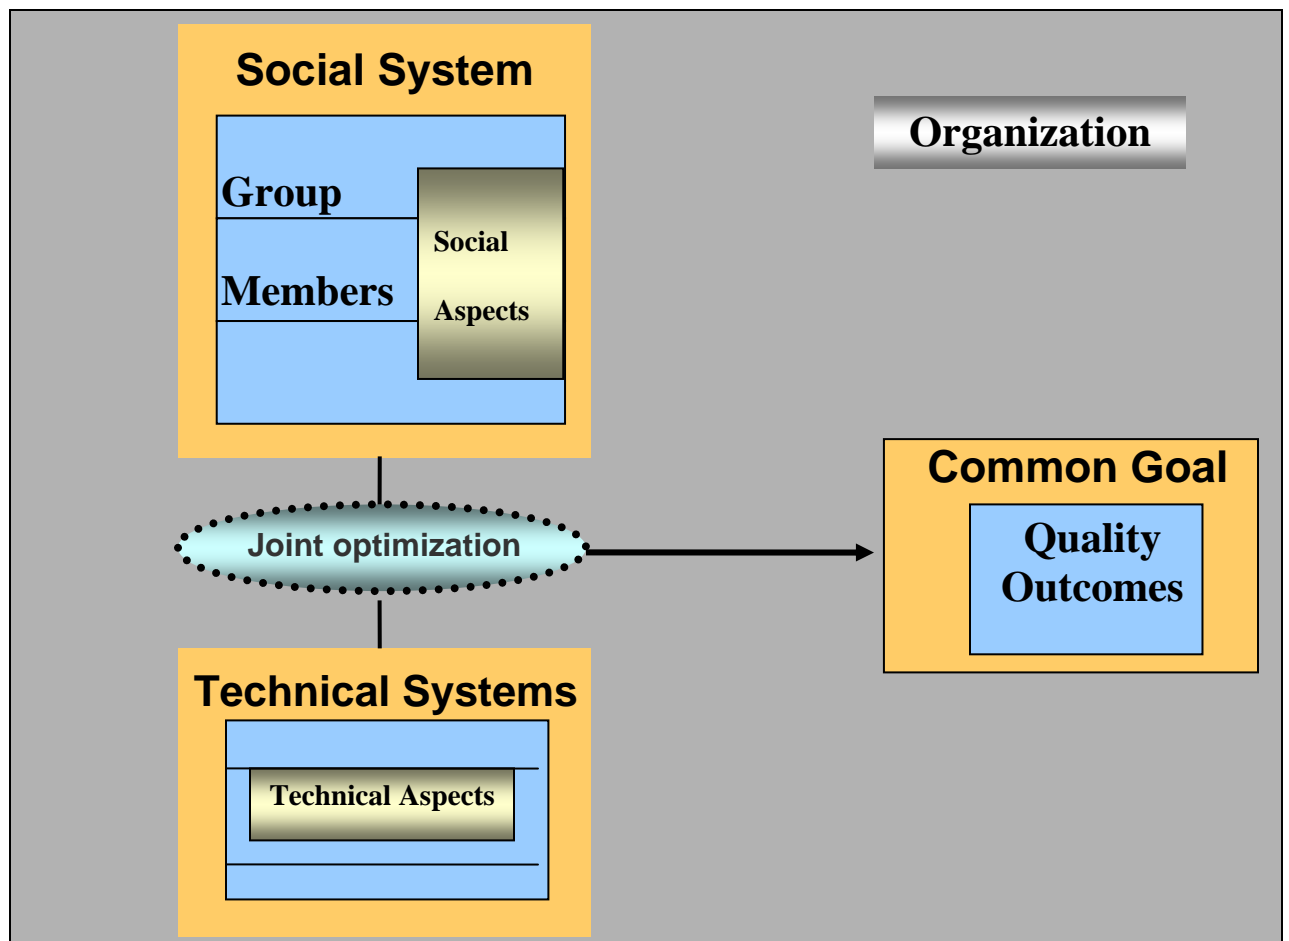 Social System
Organization
Group
Social
Members
Aspects
Common Goal
Quality
Outcomes
Joint optimization
Technical Systems
Technical Aspects